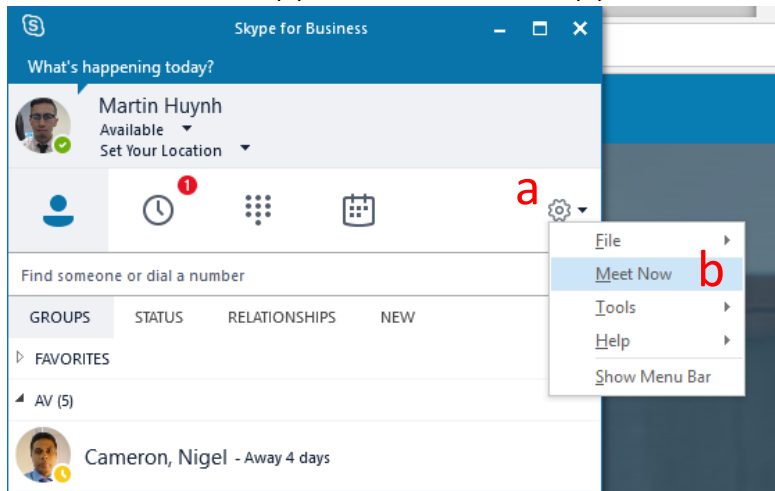 Skype for Business
What's happening today?
Martin Huynh
Available
Set Your Location
1
a
File
Meet Now b
Tools
Help
Show Menu Bar
Find someone or dial a number
GROUPS STATUS RELATIONSHIPS NEW
FAVORITES
AV (5)
Cameron, Nigel - Away 4 days